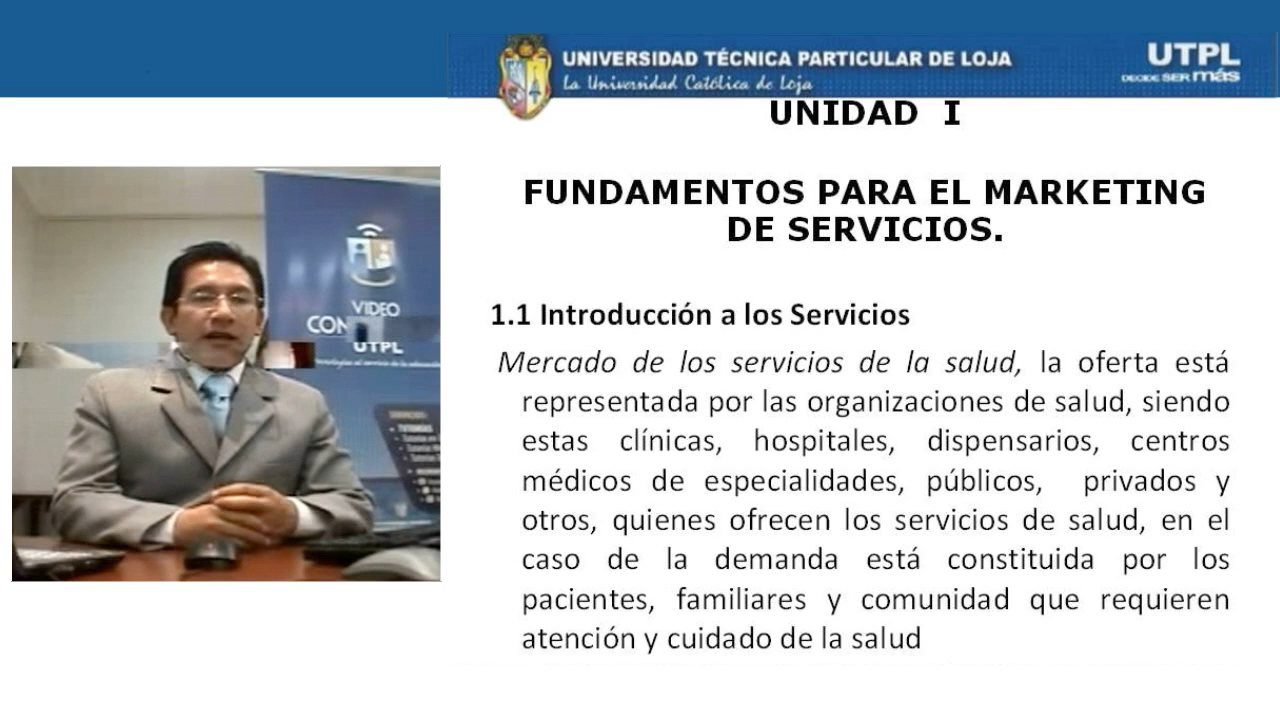 UNIVERSIDAD TÉCNICA PARTICULAR DE LOJA
La Universidad Católica de Loja
UTPL
DECIDE SER más
UNIDAD I
FUNDAMENTOS PARA EL MARKETING
DE SERVICIOS.
VIDEO
CON
UTPL
1.1 Introducción a los Servicios
Mercado de los servicios de la salud, la oferta está
representada por las organizaciones de salud, siendo
estas clínicas, hospitales, dispensarios, centros
médicos de especialidades, públicos, privados y
otros, quienes ofrecen los servicios de salud, en el
caso de la demanda está constituida por los
pacientes, familiares y comunidad que requieren
atención y cuidado de la salud